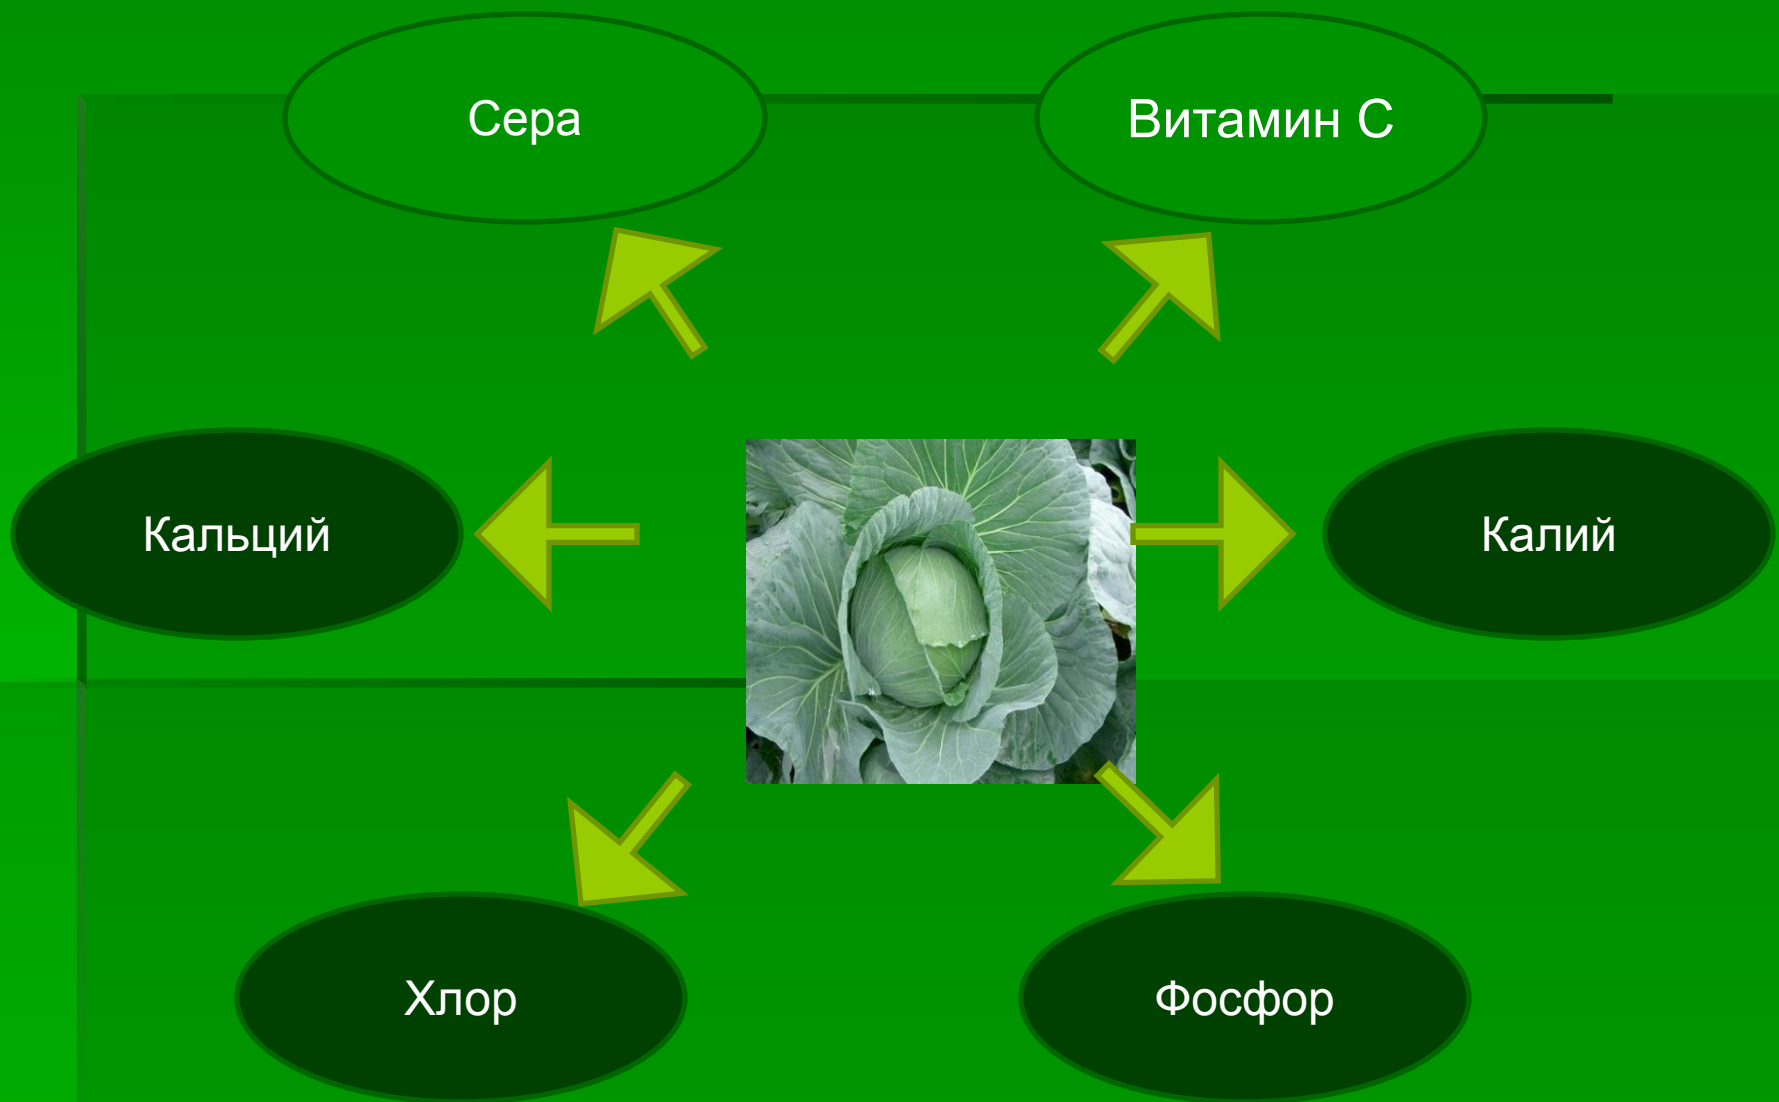 Сера
Витамин С
Кальций
Калий
Хлор
Фосфор